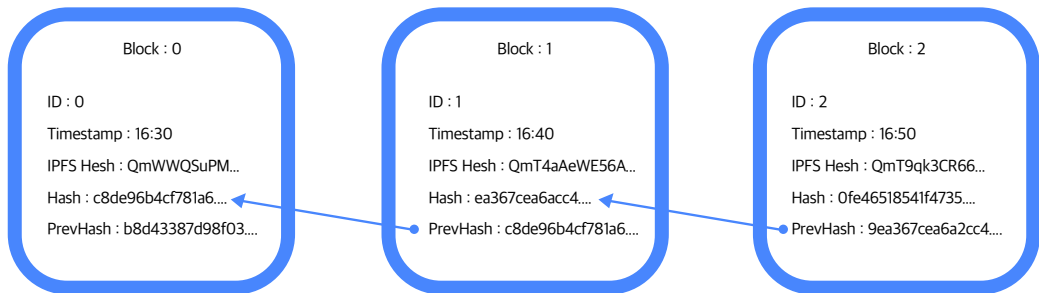 Block : 0
ID : 0
Timestamp : 16:30
IPFS Hesh : QmWWQSuPM...
Hash : c8de96b4cf781a6....
PrevHash : b8d43387d98f03....
Block : 1
ID : 1
Timestamp : 16:40
IPFS Hesh : QmT4aAeWE56A...
Hash : ea367cea6acc4....
PrevHash : c8de96b4cf781a6....
Block : 2
ID : 2
Timestamp : 16:50
IPFS Hesh : QmT9qk3CR66...
Hash : 0fe46518541f4735....
PrevHash : 9ea367cea6a2cc4....